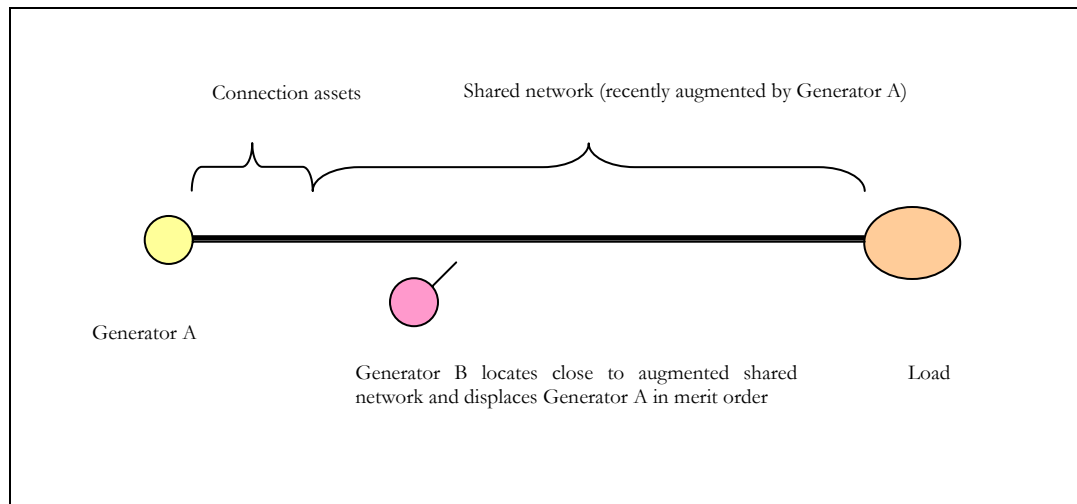 Connection assets
Shared network (recently augmented by Generator A)
Generator A
Generator B locates close to augmented shared
network and displaces Generator A in merit order
Load